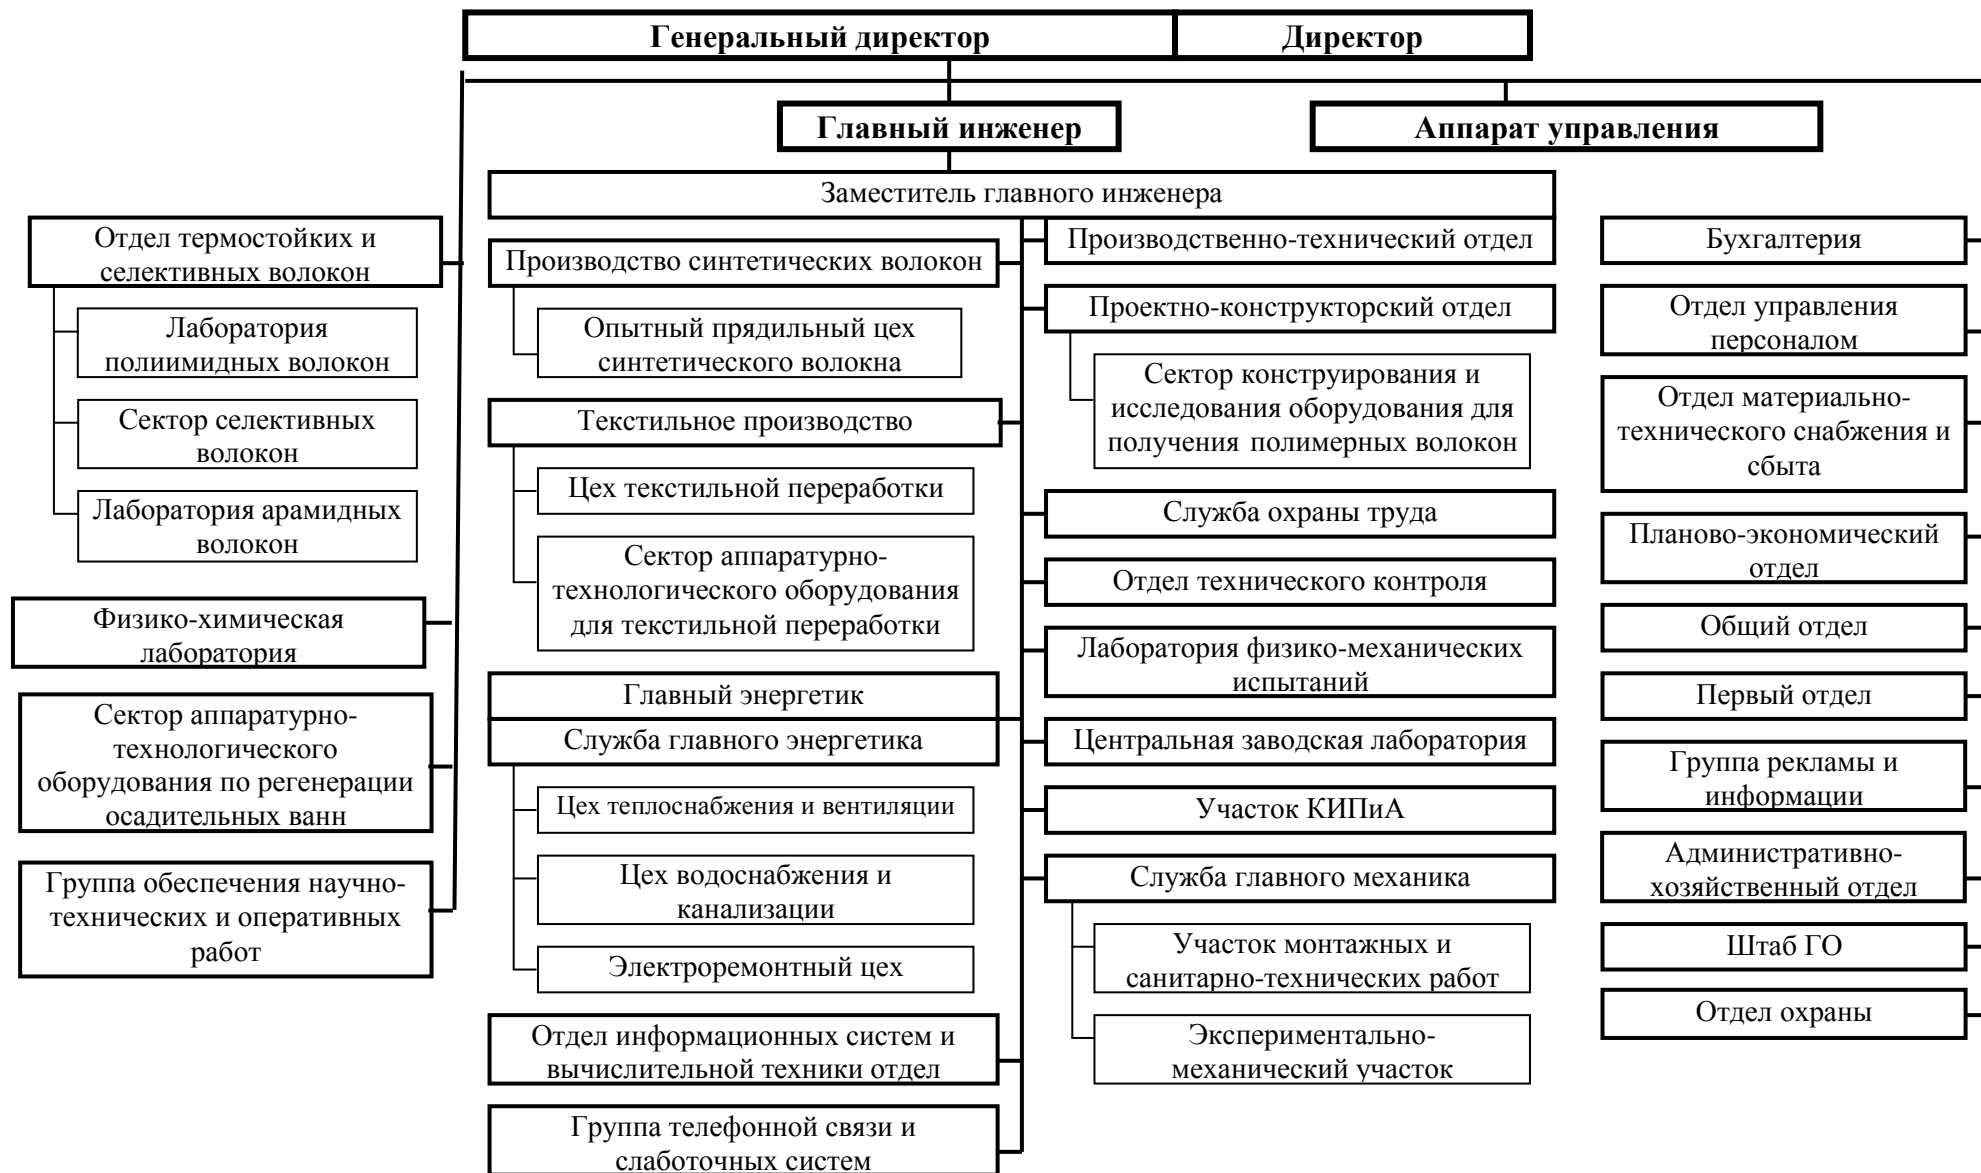 Генеральный директор
Директор
Главный инженер
Аппарат управления
Заместитель главного инженера
Отдел термостойких и
селективных волокон
Лаборатория
полиимидных волокон
Сектор селективных
волокон
Лаборатория арамидных
волокон
Физико-химическая
лаборатория
Сектор аппаратурно-
технологического
оборудования по регенерации
осадительных ванн
Группа обеспечения научно-
технических и оперативных
работ
Производство синтетических волокон
Опытный прядильный цех
синтетического волокна
Текстильное производство
Цех текстильной переработки
Сектор аппаратурно-
технологического оборудования
для текстильной переработки
Главный энергетик
Служба главного энергетика
Цех теплоснабжения и вентиляции
Цех водоснабжения и
канализации
Электроремонтный цех
Отдел информационных систем и
вычислительной техники отдел
Группа телефонной связи и
слаботочных систем
Производственно-технический отдел
Проектно-конструкторский отдел
Сектор конструирования и
исследования оборудования для
получения полимерных волокон
Служба охраны труда
Отдел технического контроля
Лаборатория физико-механических
испытаний
Центральная заводская лаборатория
Участок КИПиА
Служба главного механика
Участок монтажных и
санитарно-технических работ
Экспериментально-
механический участок
Бухгалтерия
Отдел управления
персоналом
Отдел материально-
технического снабжения и
сбыта
Планово-экономический
отдел
Общий отдел
Первый отдел
Группа рекламы и
информации
Административно-
хозяйственный отдел
Штаб ГО
Отдел охраны